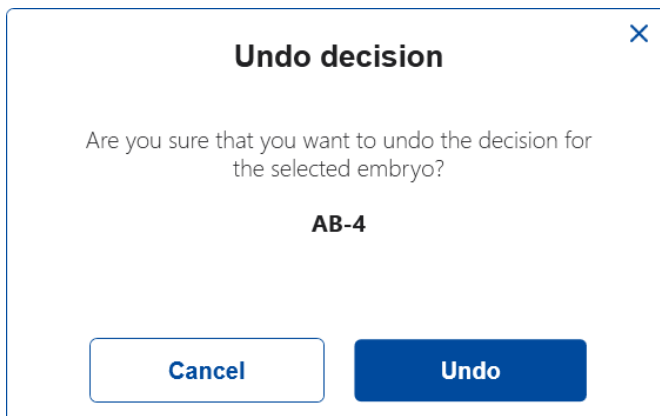 Undo decision
Are you sure that you want to undo the decision for
the selected embryo?
AB-4
Cancel
Undo